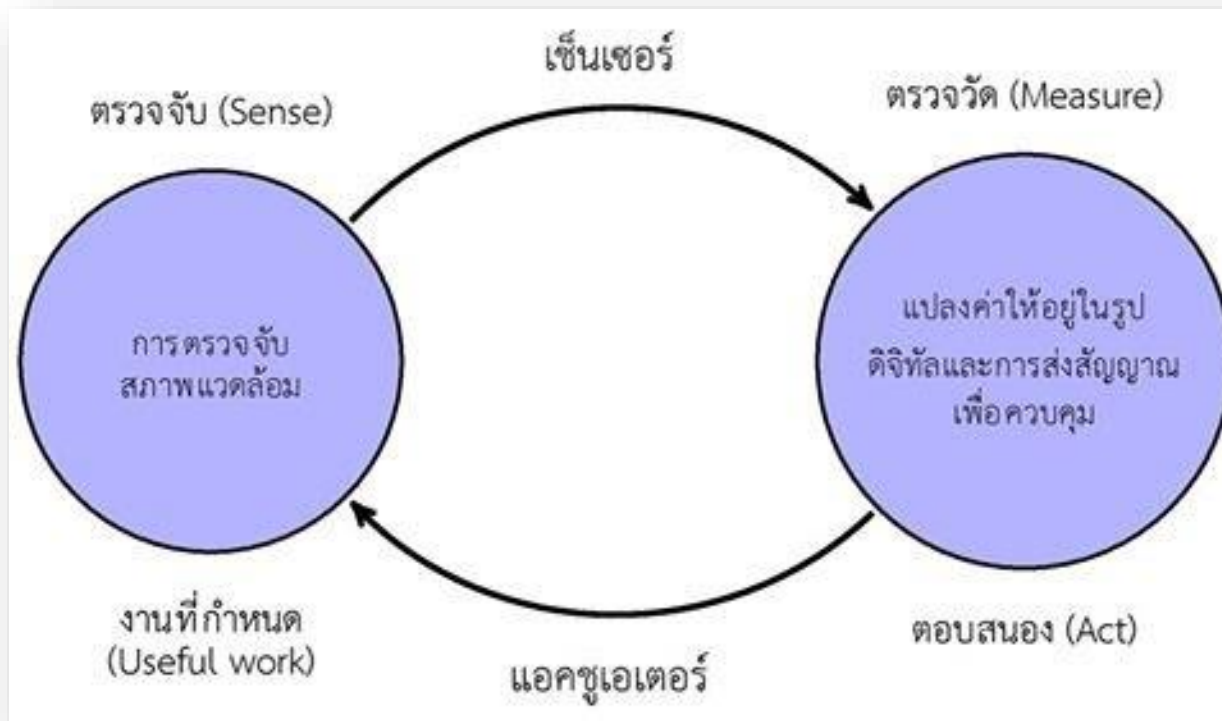 เซ็นเซอร์
ตรวจจับ (Sense)
ตรวจวัด (Measure)
การตรวจจับ
สภาพแวดล้อม
แปลงค่าให้อยู่ในรูป
ดิจิทัลและการส่งสัญญาณ
เพื่อควบคุม
งานที่กำหนด
(Useful work)
ตอบสนอง (Act)
แอคชูเอเตอร์